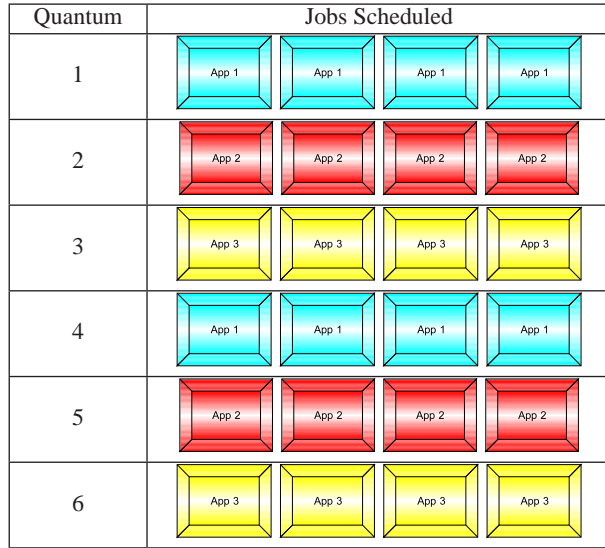 Quantum Jobs Scheduled
1 App 1 App 1 App 1 App 1
2 App 2 App 2 App 2 App 2
3 App 3 App 3 App 3 App 3
4 App 1 App 1 App 1 App 1
5 App 2 App 2 App 2 App 2
6 App 3 App 3 App 3 App 3